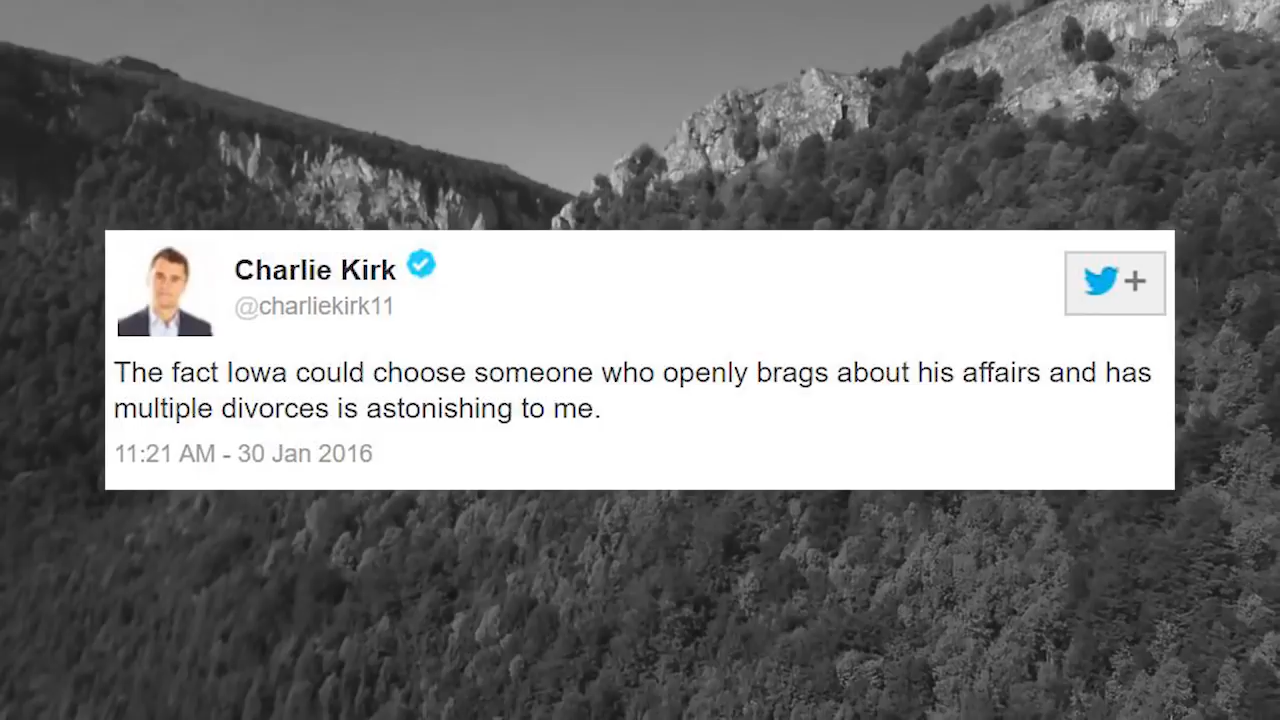 Charlie Kirk
@charliekirk11
The fact Iowa could choose someone who openly brags about his affairs and has
multiple divorces is astonishing to me.
11:21 AM - 30 Jan 2016